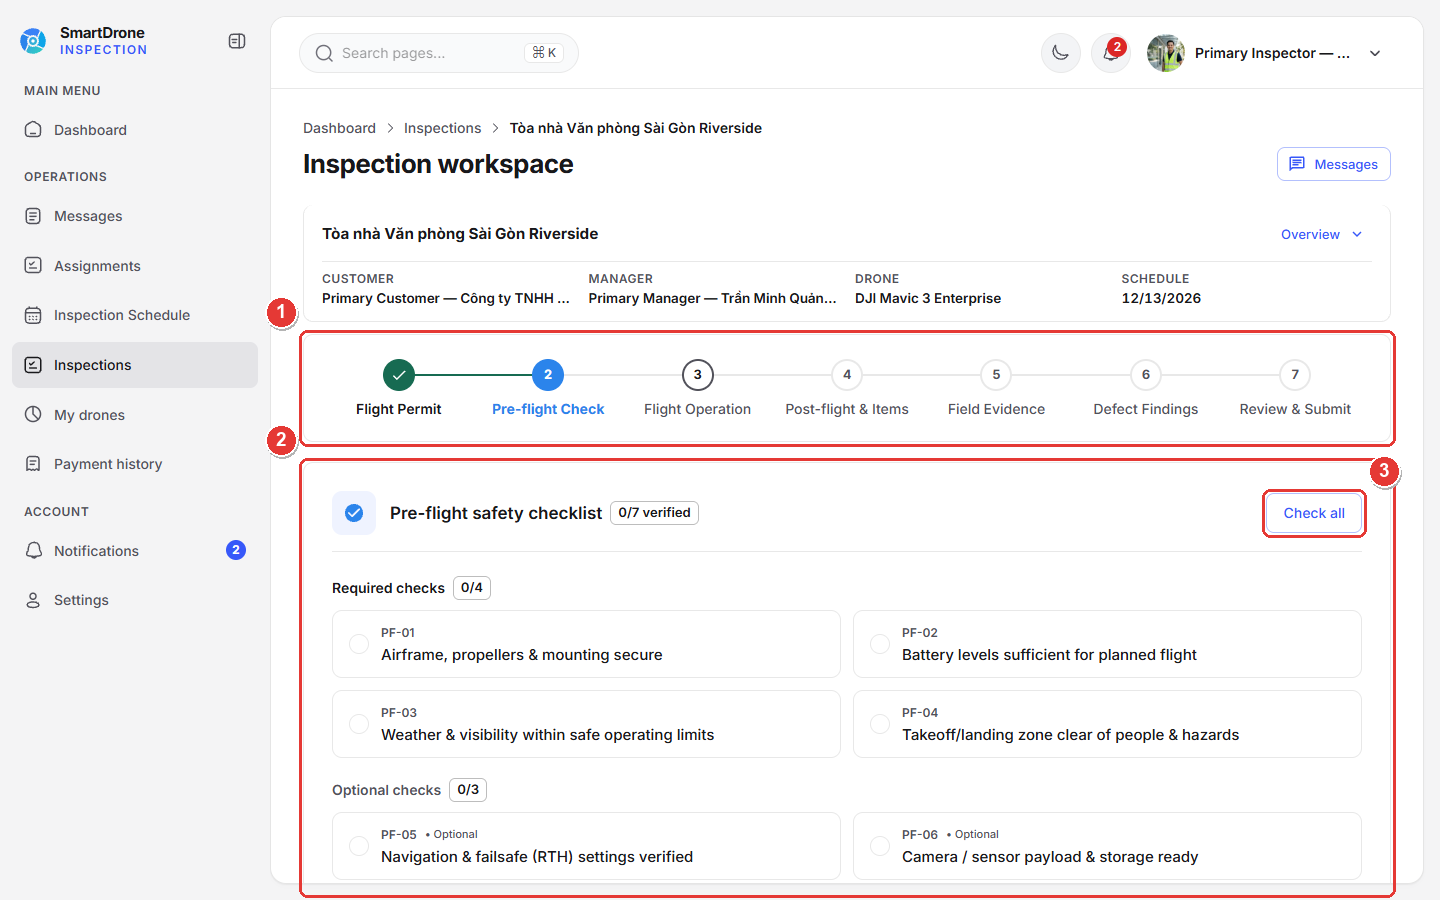 SmartDrone
INSPECTION
MAIN MENU
Dashboard
OPERATIONS
Messages
Assignments
Inspection Schedule
Inspections
My drones
Payment history
ACCOUNT
Notifications 2
Settings
Search pages... ⌘ K
2
Primary Inspector — ...
Dashboard > Inspections > Tòa nhà Văn phòng Sài Gòn Riverside
Inspection workspace
Messages
Tòa nhà Văn phòng Sài Gòn Riverside
Overview
CUSTOMER MANAGER DRONE SCHEDULE
Primary Customer — Công ty TNHH ... Primary Manager — Trần Minh Quản... DJI Mavic 3 Enterprise 12/13/2026
1
2 3 4 5 6 7
Flight Permit Pre-flight Check Flight Operation Post-flight & Items Field Evidence Defect Findings Review & Submit
2
3
Pre-flight safety checklist 0/7 verified
Check all
Required checks 0/4
PF-01
Airframe, propellers & mounting secure
PF-02
Battery levels sufficient for planned flight
PF-03
Weather & visibility within safe operating limits
PF-04
Takeoff/landing zone clear of people & hazards
Optional checks 0/3
PF-05 • Optional
Navigation & failsafe (RTH) settings verified
PF-06 • Optional
Camera / sensor payload & storage ready